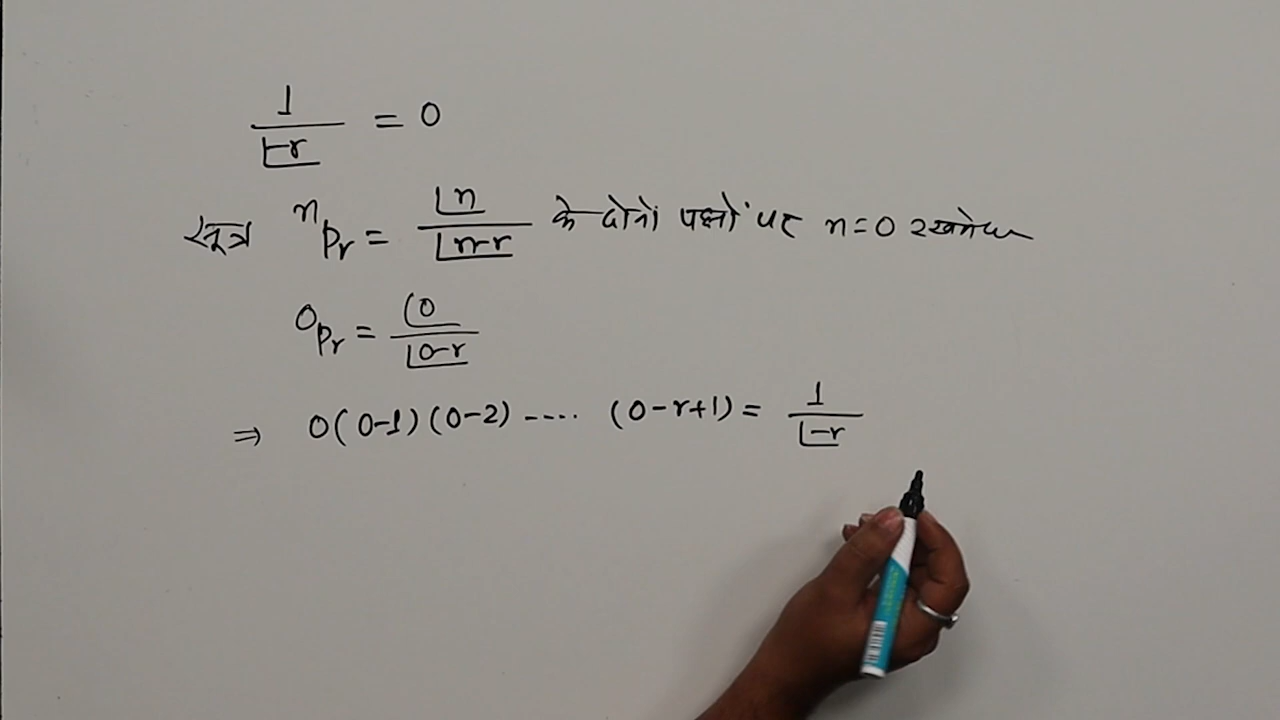 1/⌊-r = 0
सूत्र ⁿPr = ⌊n/⌊n-r के दोनों पक्षों पर n=0 रखने पर
⁰Pr = ⌊0/⌊0-r
⇒ 0(0-1)(0-2)----(0-r+1) = 1/⌊-r